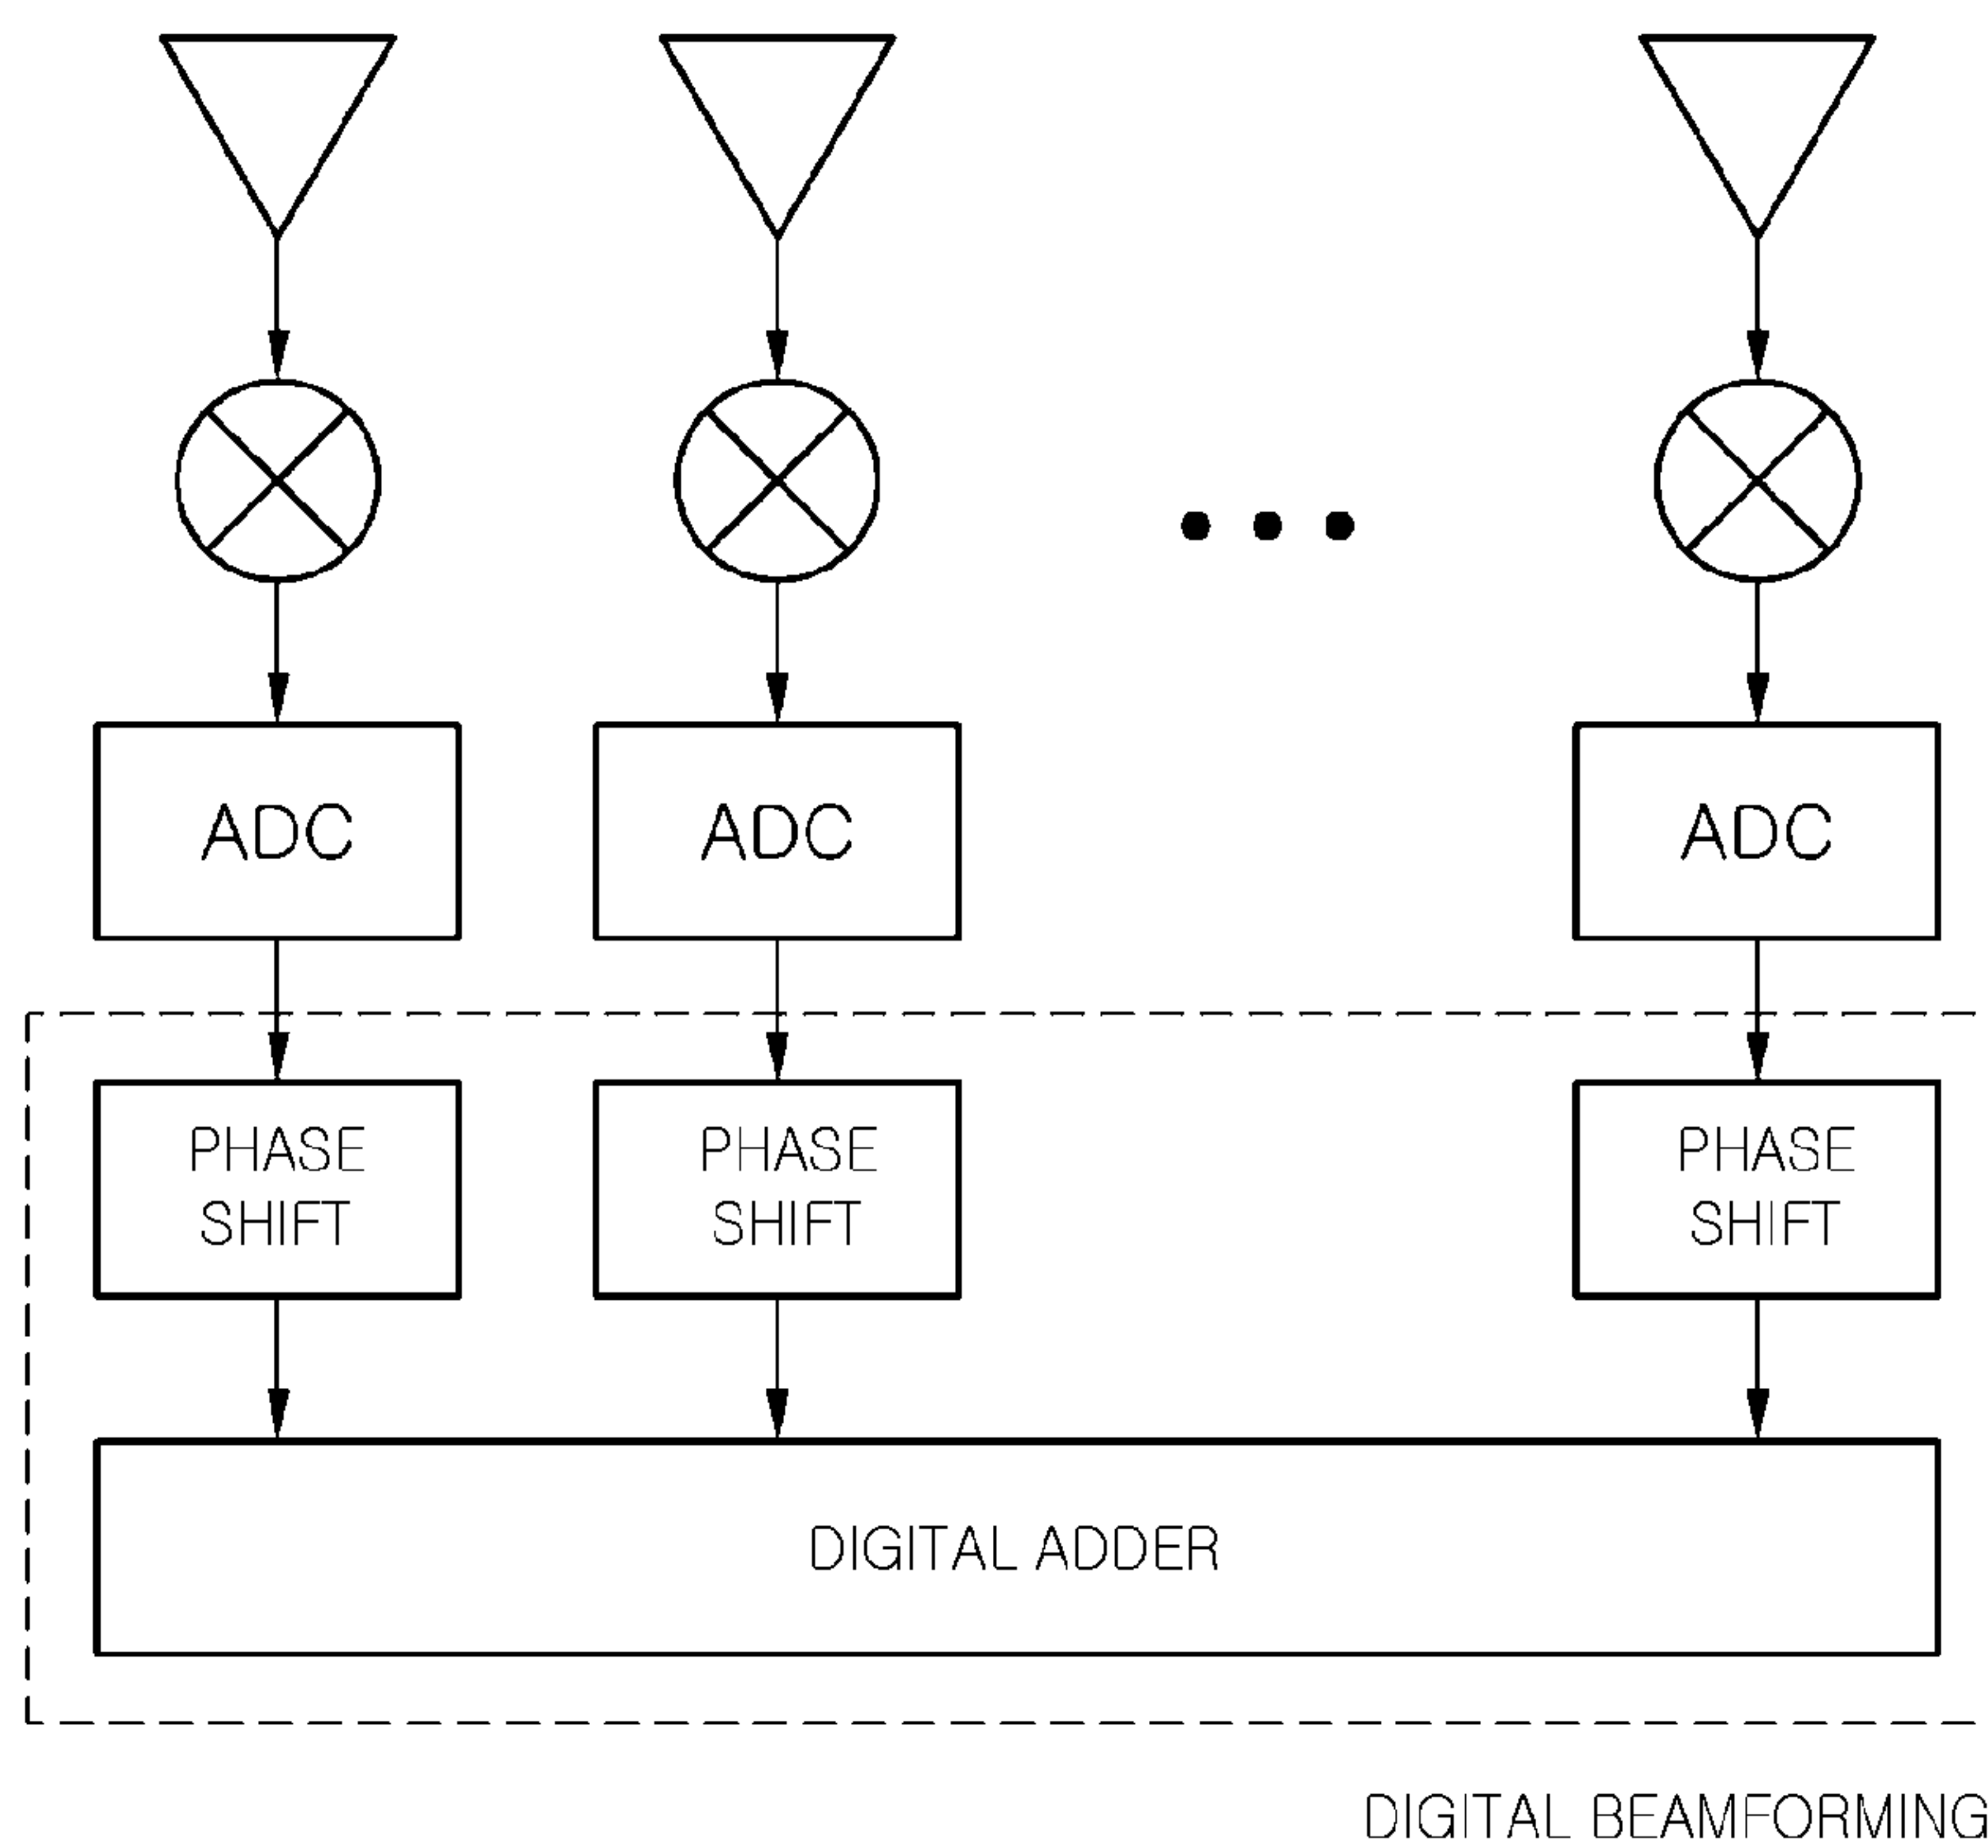 ADC ADC ADC
PHASE PHASE PHASE
SHIFT SHIFT SHIFT
DIGITAL ADDER
DIGITAL BEAMFORMING